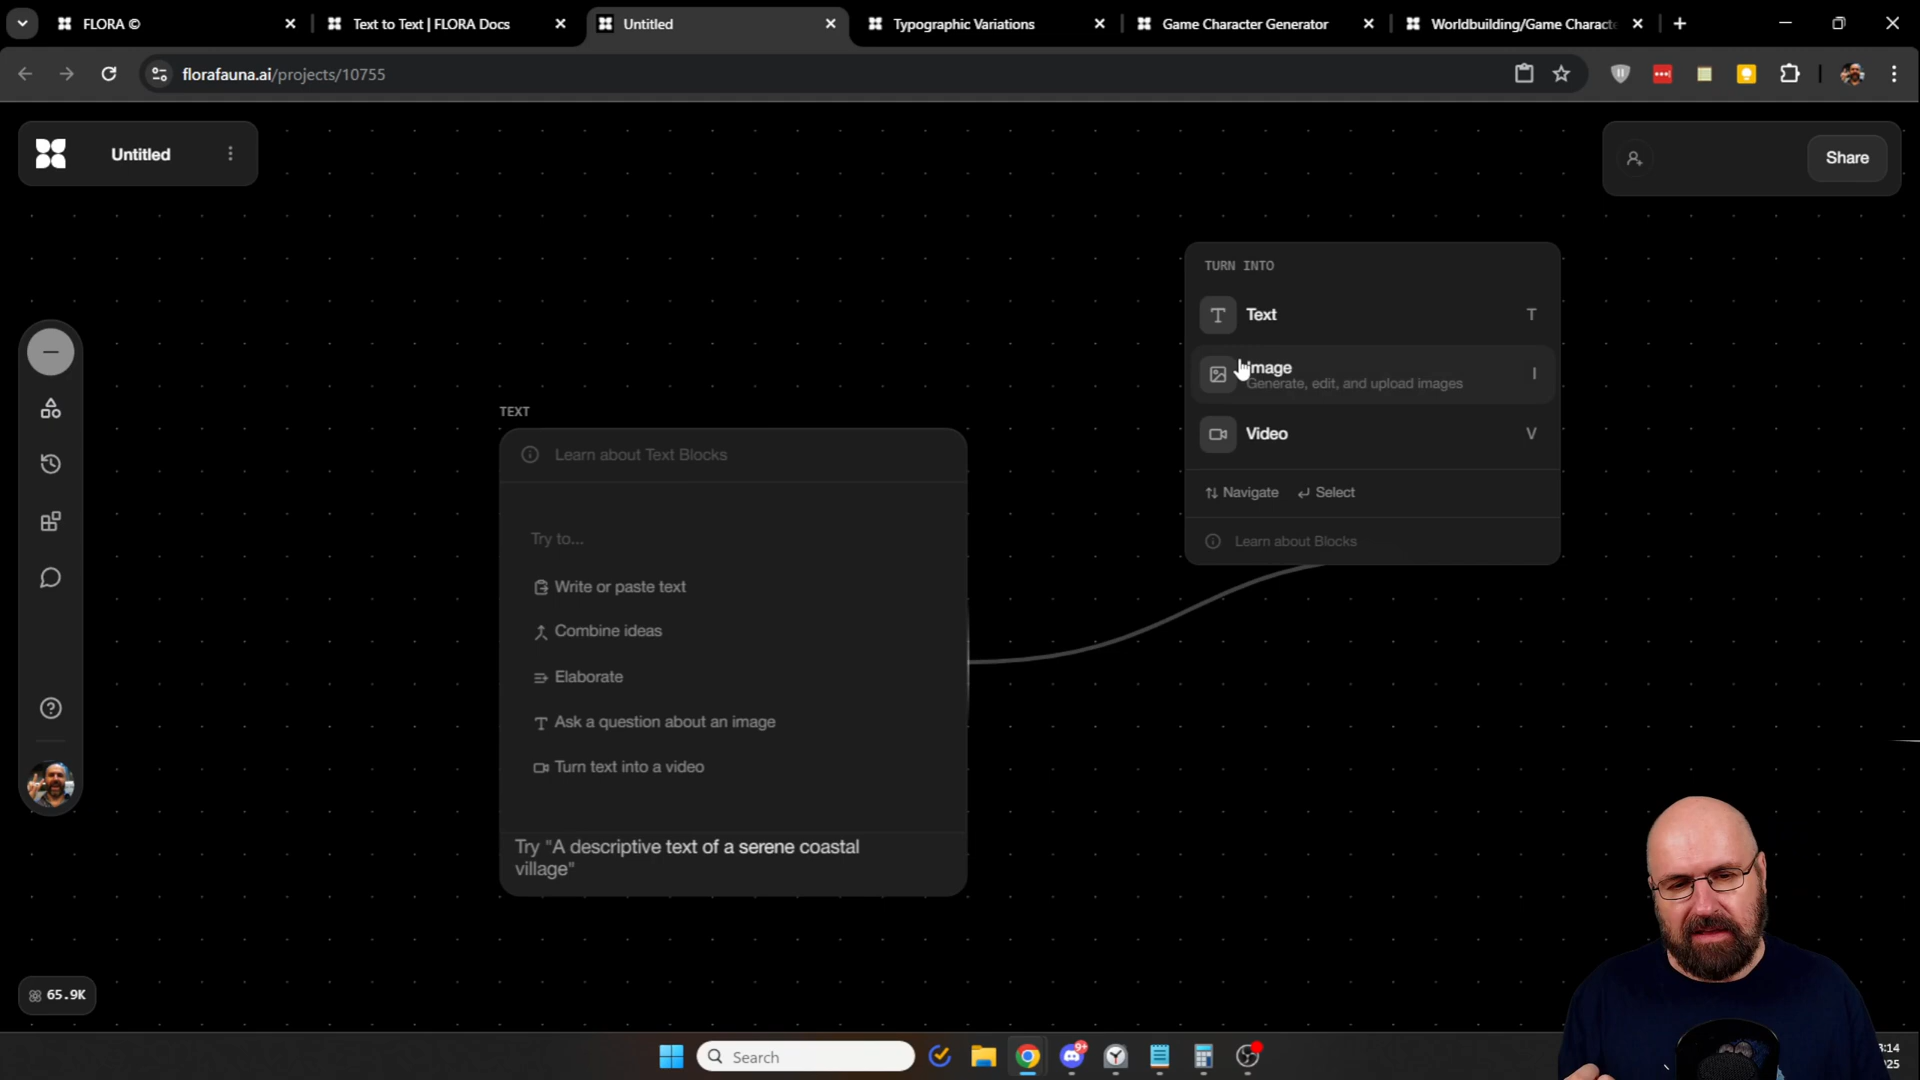 FLORA ©
Text to Text | FLORA Docs
Untitled
Typographic Variations
Game Character Generator
Worldbuilding/Game Charact
florafauna.ai/projects/10755
Untitled
Share
TURN INTO
Text T
Image
Generate, edit, and upload images I
Video V
Navigate Select
Learn about Blocks
TEXT
Learn about Text Blocks
Try to...
Write or paste text
Combine ideas
Elaborate
Ask a question about an image
Turn text into a video
Try "A descriptive text of a serene coastal
village"
65.9K
Search
9+
:14